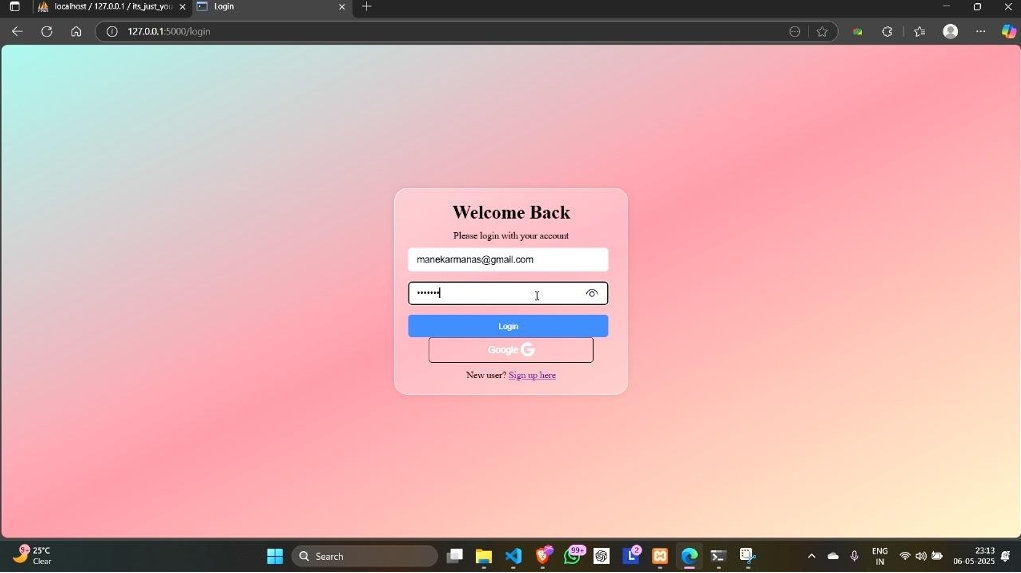 localhost / 127.0.0.1 / its_just_you
Login
127.0.0.1:5000/login
Welcome Back
Please login with your account
manekarmanas@gmail.com
•••••••
Login
Google
New user? Sign up here
9+
25°C
Clear
Search
99+
2
ENG
IN
23:13
06-05-2025